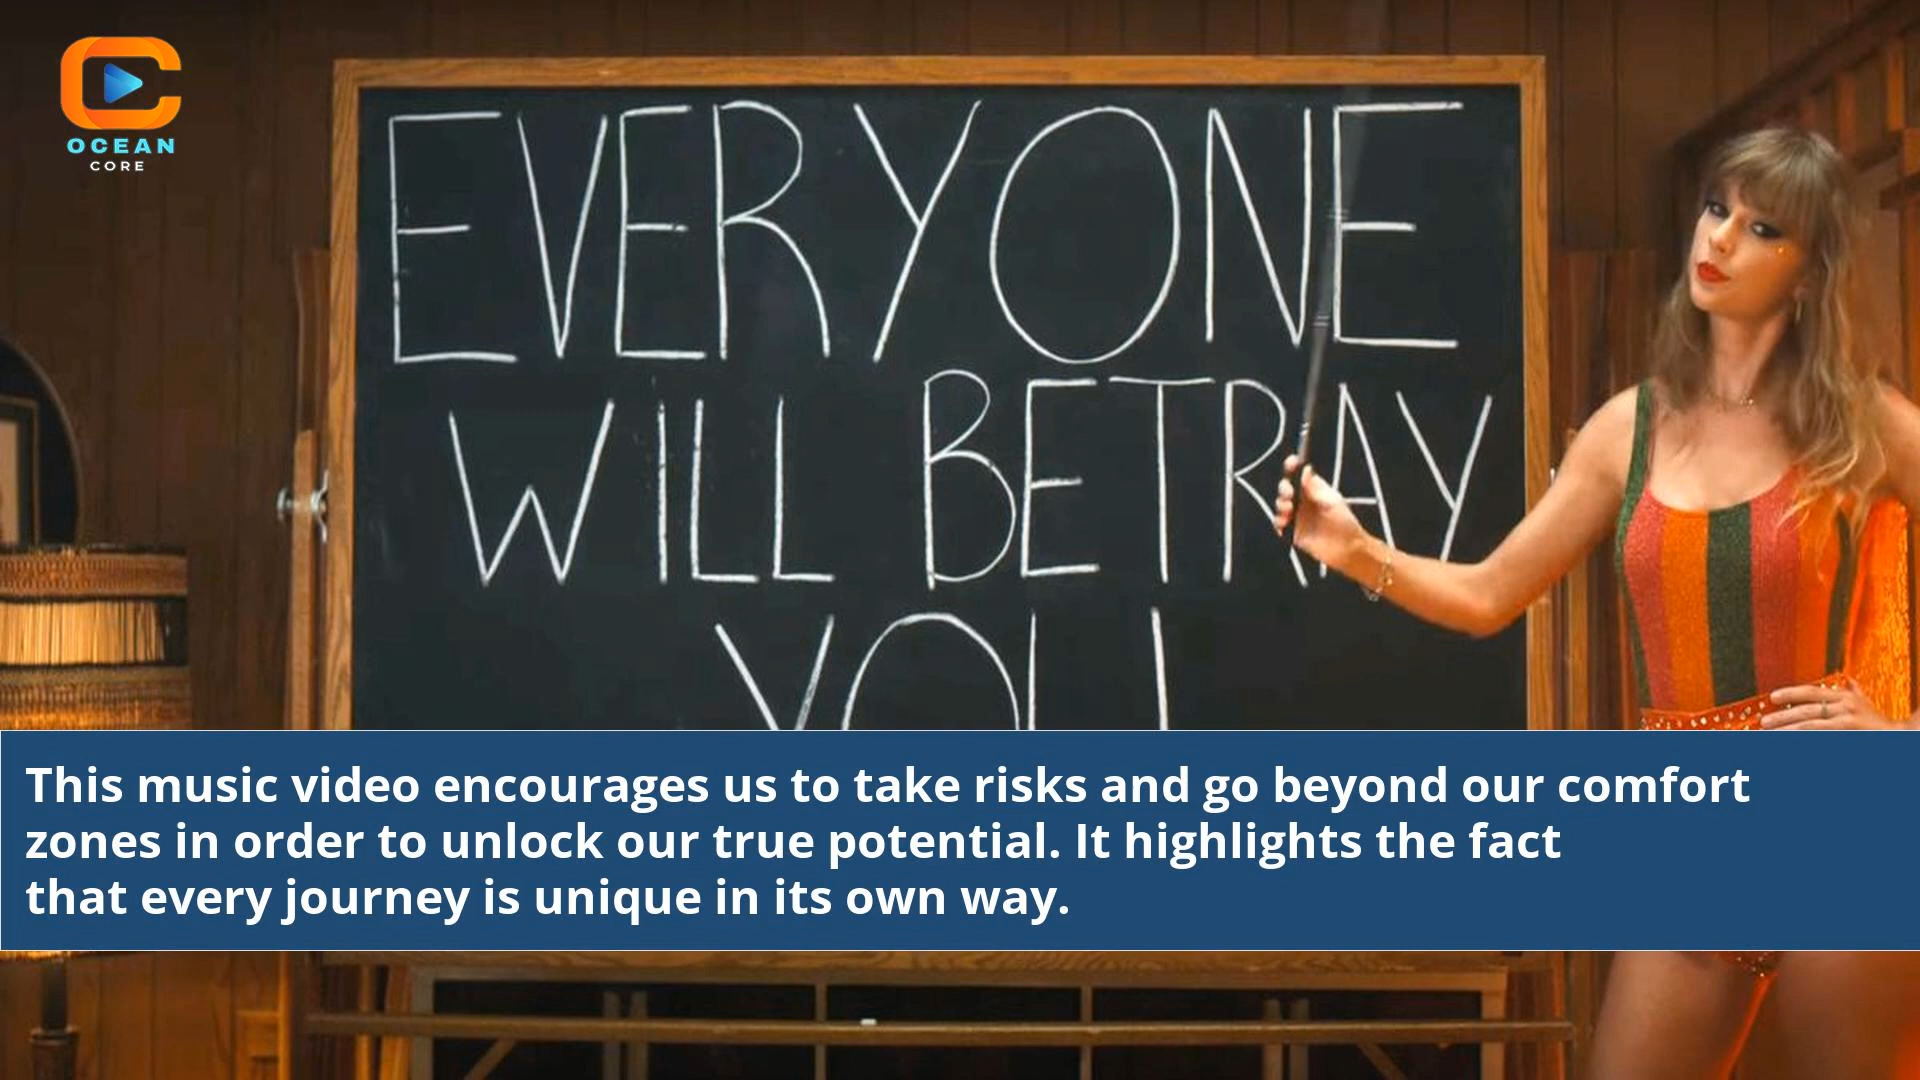 OCEAN
CORE
EVERYONE
WILL BETRAY
YOU
This music video encourages us to take risks and go beyond our comfort
zones in order to unlock our true potential. It highlights the fact
that every journey is unique in its own way.